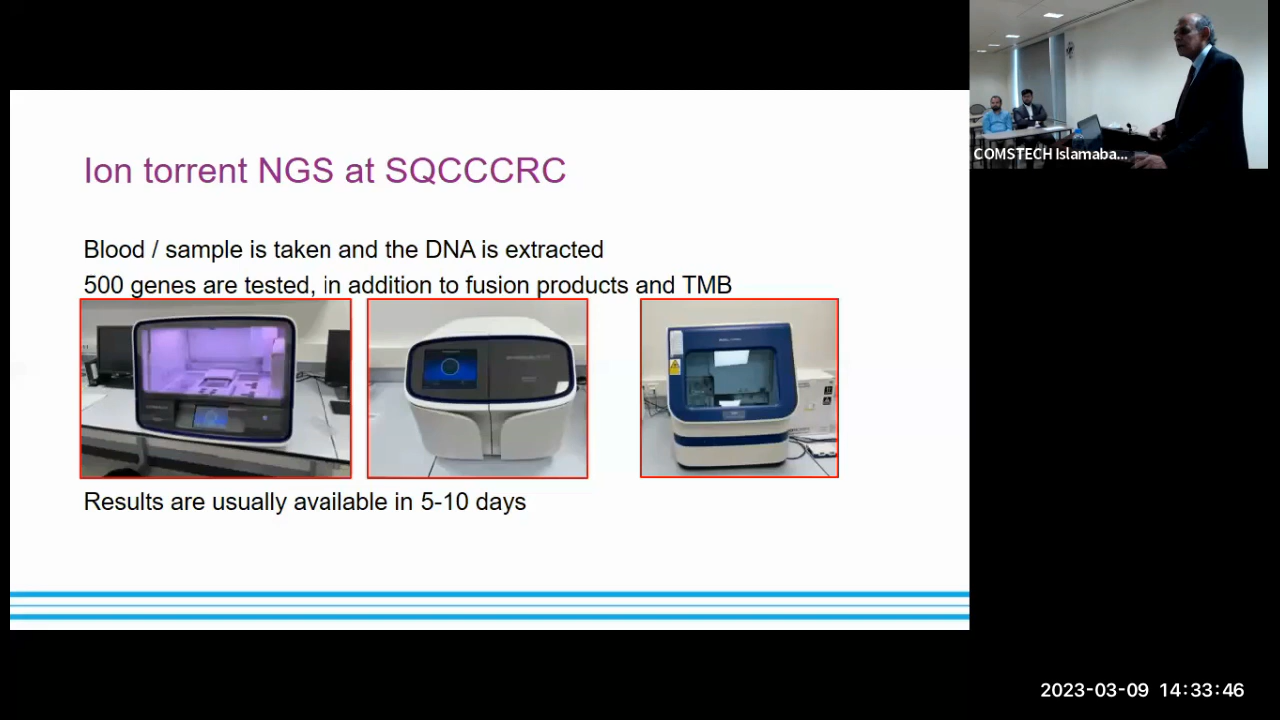 Ion torrent NGS at SQCCCRC
Blood / sample is taken and the DNA is extracted
500 genes are tested, in addition to fusion products and TMB
Results are usually available in 5-10 days
COMSTECH Islamaba...
2023-03-09 14:33:46